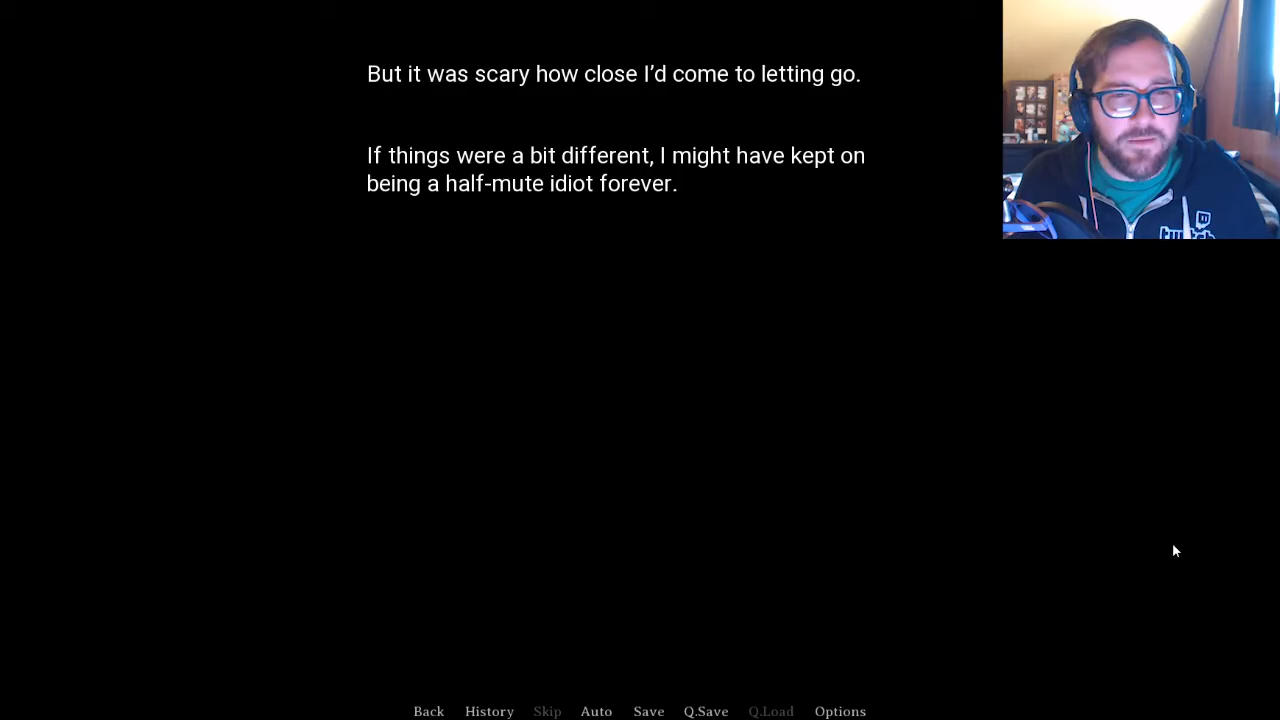 But it was scary how close I’d come to letting go.
If things were a bit different, I might have kept on
being a half-mute idiot forever.
twitch
Back History Skip Auto Save Q.Save Q.Load Options